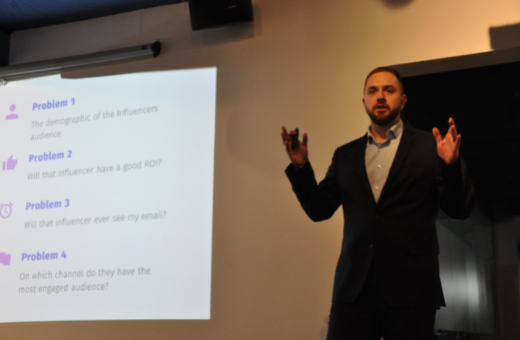 Problem 1
The demographic of the Influencers
audience
Problem 2
Will that influencer have a good ROI?
Problem 3
Will that influencer ever see my email?
Problem 4
On which channel do they have the
most engaged audience?